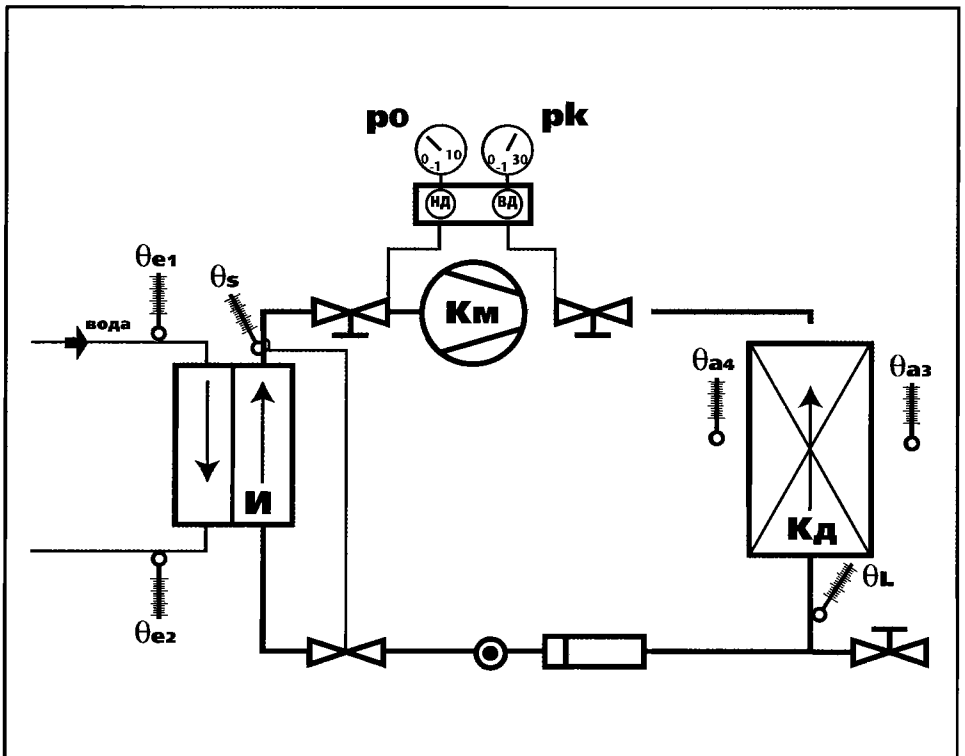 po pk
0 10 -1
0 30 -1
НД ВД
θe1
θs
вода
Км
θa4
θa3
И
Кд
θL
θe2